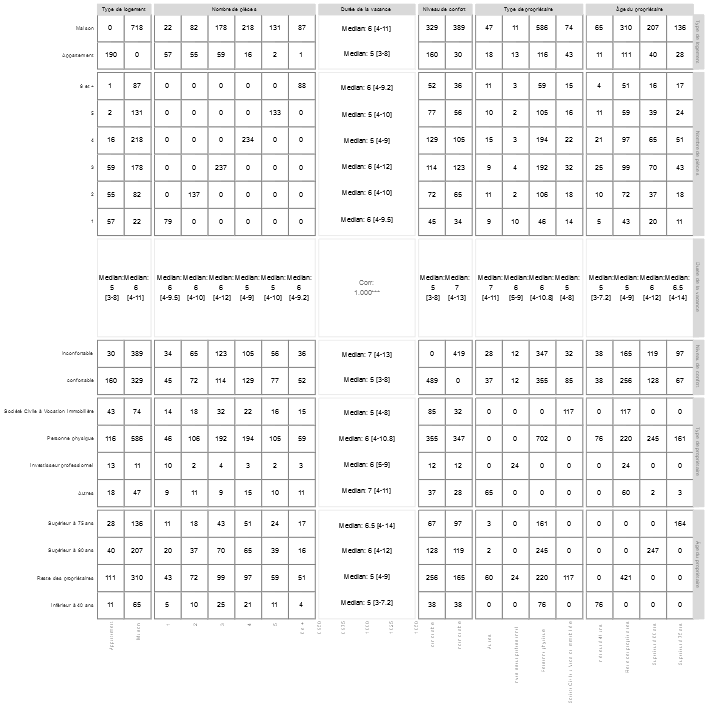 Type de logement Nombre de pièces Durée de la vacance Niveau de confort Type de propriétaire Âge du propriétaire
Maison 0 718 22 82 178 218 131 87 Median: 6 [4-11] 329 389 47 11 586 74 65 310 207 136
Appartement 190 0 57 55 59 16 2 1 Median: 5 [3-8] 160 30 18 13 116 43 11 111 40 28
Type de logement
6 et + 1 87 0 0 0 0 0 88 Median: 6 [4-9.2] 52 36 11 3 59 15 4 51 16 17
5 2 131 0 0 0 0 133 0 Median: 5 [4-10] 77 56 10 2 105 16 11 59 39 24
4 16 218 0 0 0 234 0 0 Median: 5 [4-9] 129 105 15 3 194 22 21 97 65 51
3 59 178 0 0 237 0 0 0 Median: 6 [4-12] 114 123 9 4 192 32 25 99 70 43
2 55 82 0 137 0 0 0 0 Median: 6 [4-10] 72 65 11 2 106 18 10 72 37 18
1 57 22 79 0 0 0 0 0 Median: 6 [4-9.5] 45 34 9 10 46 14 5 43 20 11
Nombre de pièces
Median: Median: Median: Median: Median: Median: Median: Median: Corr: Median: Median: Median: Median: Median: Median: Median: Median: Median: Median:
5 6 6 6 6 5 5 6 1.000*** 5 7 7 6 6 5 5 5 6 6.5
[3-8] [4-11] [4-9.5] [4-10] [4-12] [4-9] [4-10] [4-9.2] [3-8] [4-13] [4-11] [5-9] [4-10.8] [4-8] [3-7.2] [4-9] [4-12] [4-14]
Durée de la vacance
inconfortable 30 389 34 65 123 105 56 36 Median: 7 [4-13] 0 419 28 12 347 32 38 165 119 97
confortable 160 329 45 72 114 129 77 52 Median: 5 [3-8] 489 0 37 12 355 85 38 256 128 67
Niveau de confort
Société Civile à Vocation Immobilière 43 74 14 18 32 22 16 15 Median: 5 [4-8] 85 32 0 0 0 117 0 117 0 0
Personne physique 116 586 46 106 192 194 105 59 Median: 6 [4-10.8] 355 347 0 0 702 0 76 220 245 161
Investisseur professionnel 13 11 10 2 4 3 2 3 Median: 6 [5-9] 12 12 0 24 0 0 0 24 0 0
Autres 18 47 9 11 9 15 10 11 Median: 7 [4-11] 37 28 65 0 0 0 0 60 2 3
Type de propriétaire
Supérieur à 75 ans 28 136 11 18 43 51 24 17 Median: 6.5 [4-14] 67 97 3 0 161 0 0 0 0 164
Supérieur à 60 ans 40 207 20 37 70 65 39 16 Median: 6 [4-12] 128 119 2 0 245 0 0 0 247 0
Reste des propriétaires 111 310 43 72 99 97 59 51 Median: 5 [4-9] 256 165 60 24 220 117 0 421 0 0
Inférieur à 40 ans 11 65 5 10 25 21 11 4 Median: 5 [3-7.2] 38 38 0 0 76 0 76 0 0 0
Âge du propriétaire
Appartement Maison 1 2 3 4 5 6 et + confortable inconfortable Autres Investisseur professionnel Personne physique Société Civile à Vocation Immobilière Inférieur à 40 ans Reste des propriétaires Supérieur à 60 ans Supérieur à 75 ans